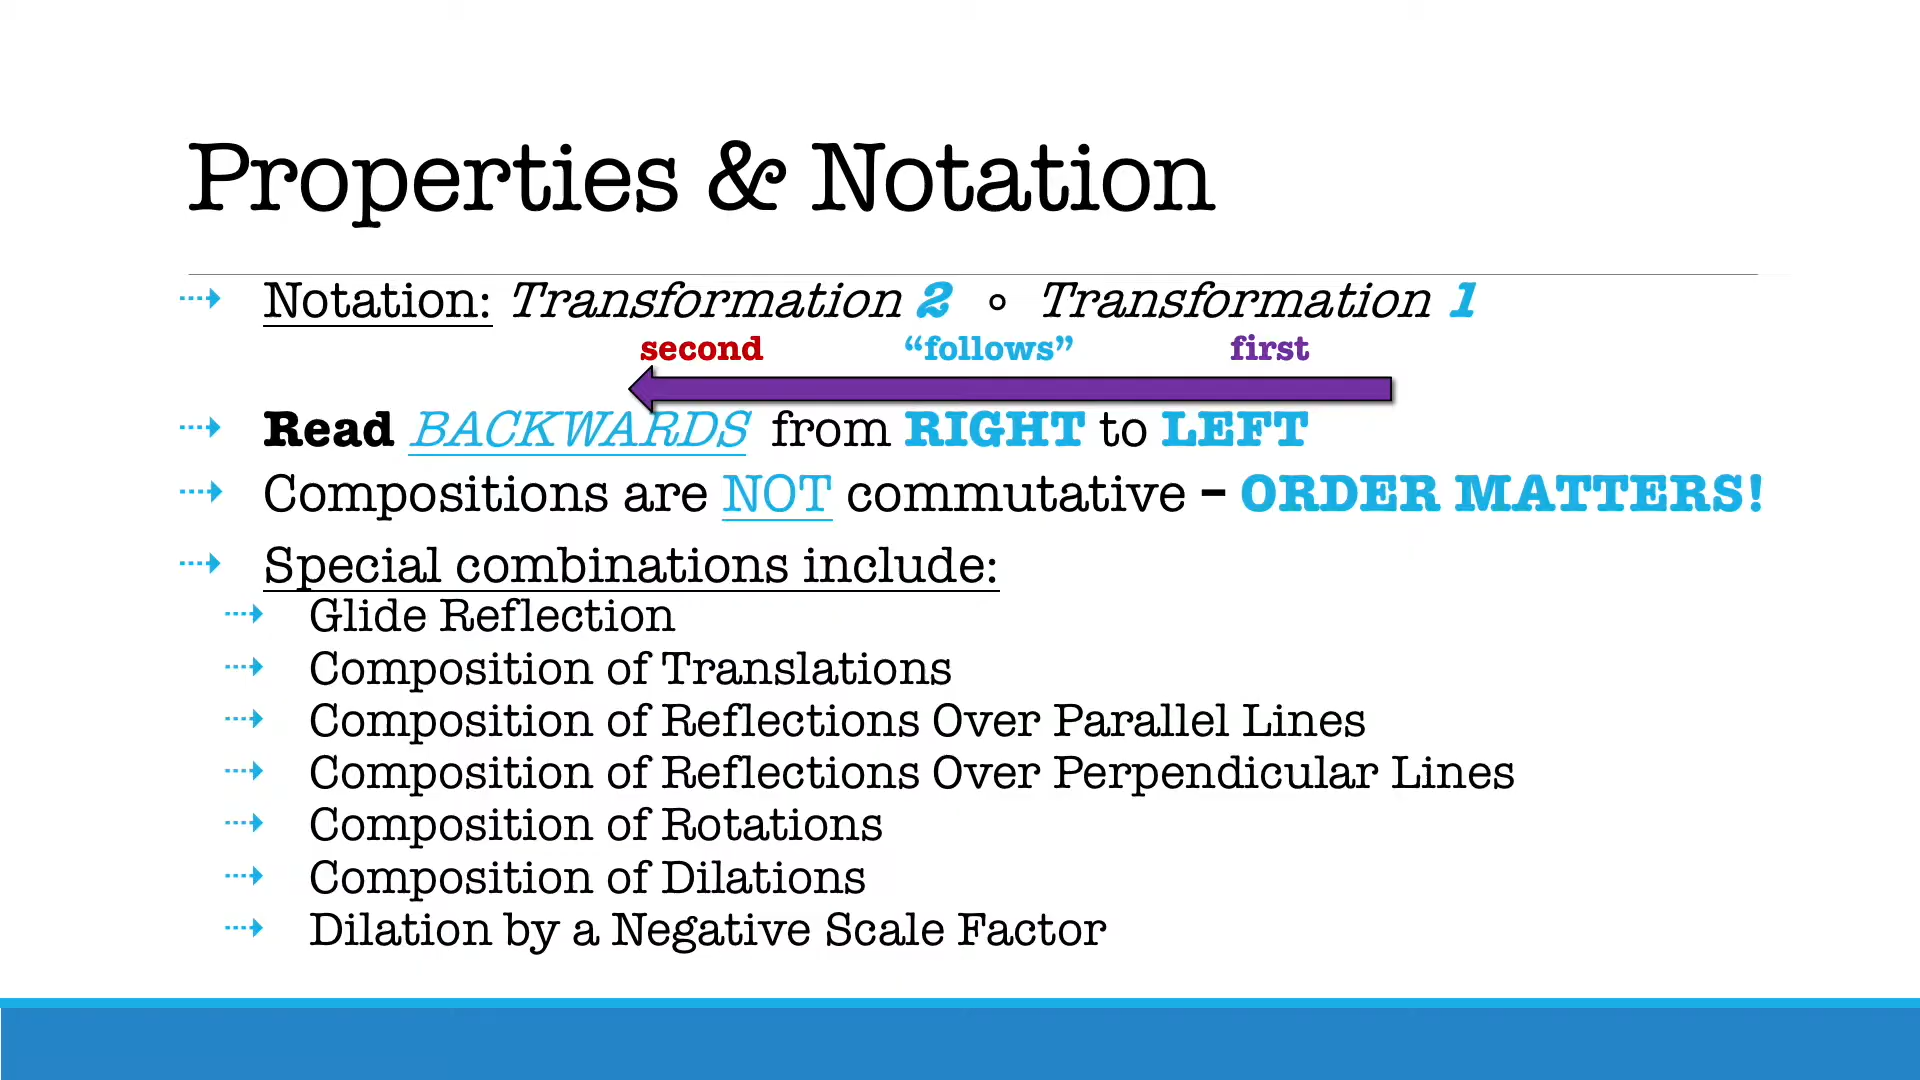 Properties & Notation
Notation: Transformation 2 ∘ Transformation 1
second “follows” first
Read BACKWARDS from RIGHT to LEFT
Compositions are NOT commutative – ORDER MATTERS!
Special combinations include:
Glide Reflection
Composition of Translations
Composition of Reflections Over Parallel Lines
Composition of Reflections Over Perpendicular Lines
Composition of Rotations
Composition of Dilations
Dilation by a Negative Scale Factor